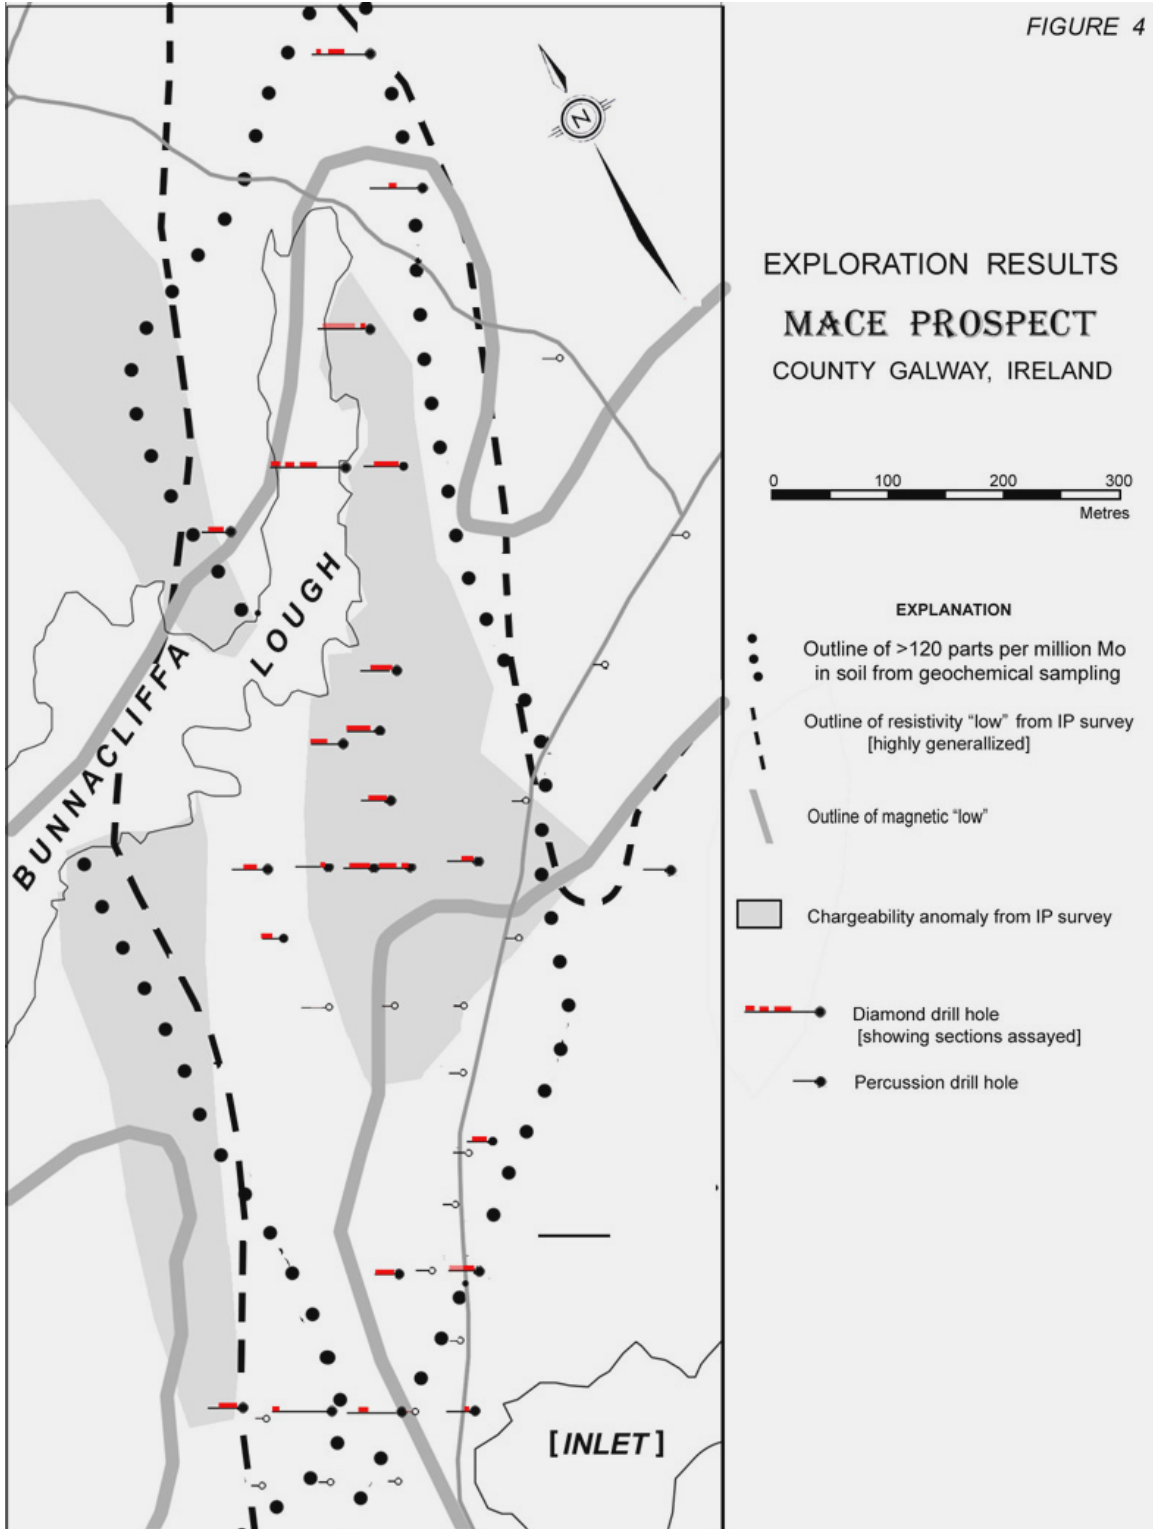 FIGURE 4
N
EXPLORATION RESULTS
MACE PROSPECT
COUNTY GALWAY, IRELAND
0 100 200 300
Metres
EXPLANATION
Outline of >120 parts per million Mo
in soil from geochemical sampling
Outline of resistivity "low" from IP survey
[highly generallized]
Outline of magnetic "low"
Chargeability anomaly from IP survey
Diamond drill hole
[showing sections assayed]
Percussion drill hole
BUNNACLIFFA
LOUGH
[INLET]